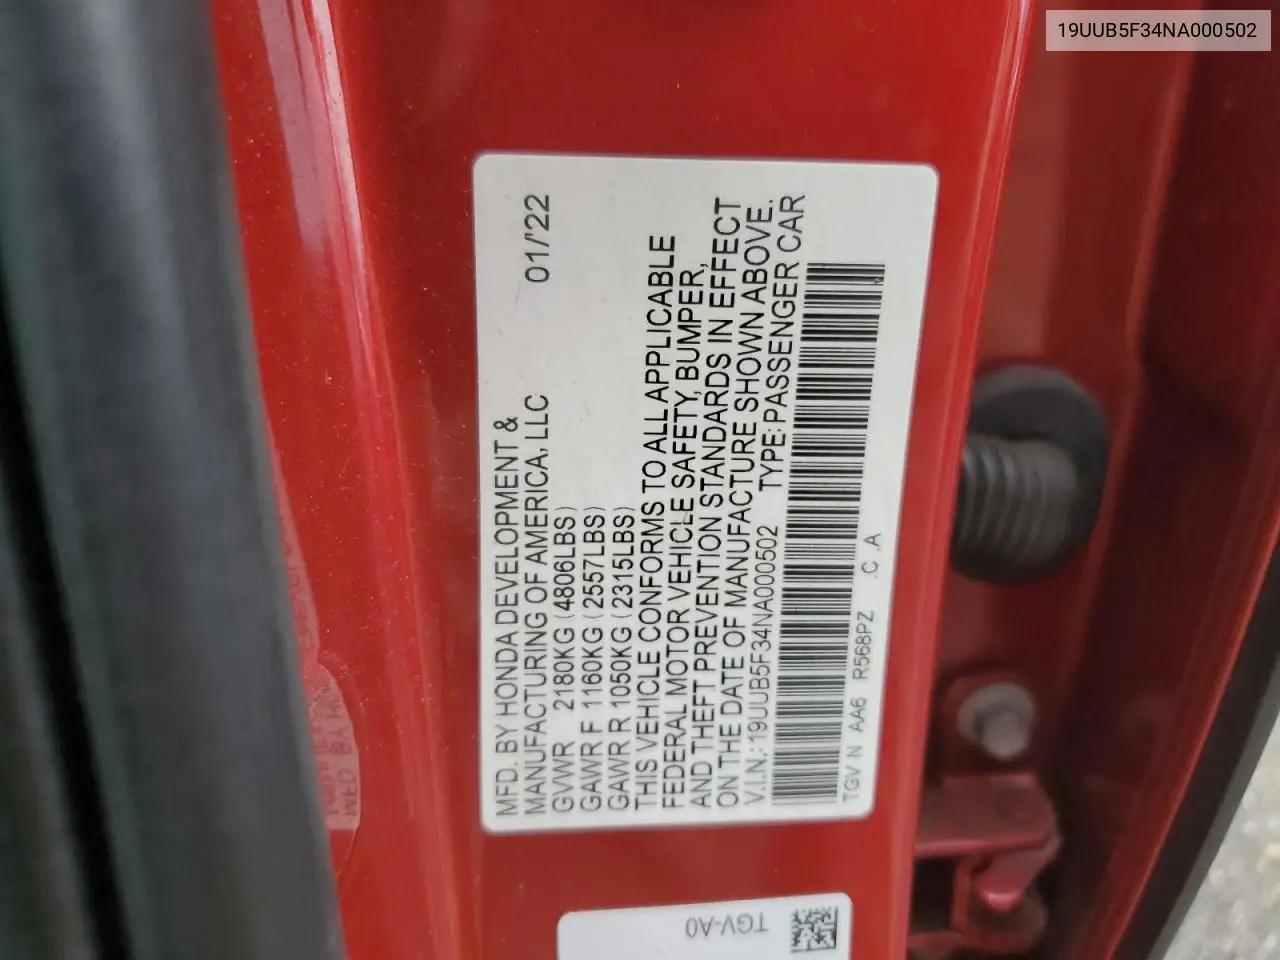 19UUB5F34NA000502
MFD. BY HONDA DEVELOPMENT &
MANUFACTURING OF AMERICA, LLC 01/'22
GVWR 2180KG (4806LBS)
GAWR F 1160KG (2557LBS)
GAWR R 1050KG (2315LBS)
THIS VEHICLE CONFORMS TO ALL APPLICABLE
FEDERAL MOTOR VEHICLE SAFETY, BUMPER,
AND THEFT PREVENTION STANDARDS IN EFFECT
ON THE DATE OF MANUFACTURE SHOWN ABOVE.
V.I.N.: 19UUB5F34NA000502 TYPE: PASSENGER CAR
TGV N AA6 R568PZ .C .A
TGV-A0